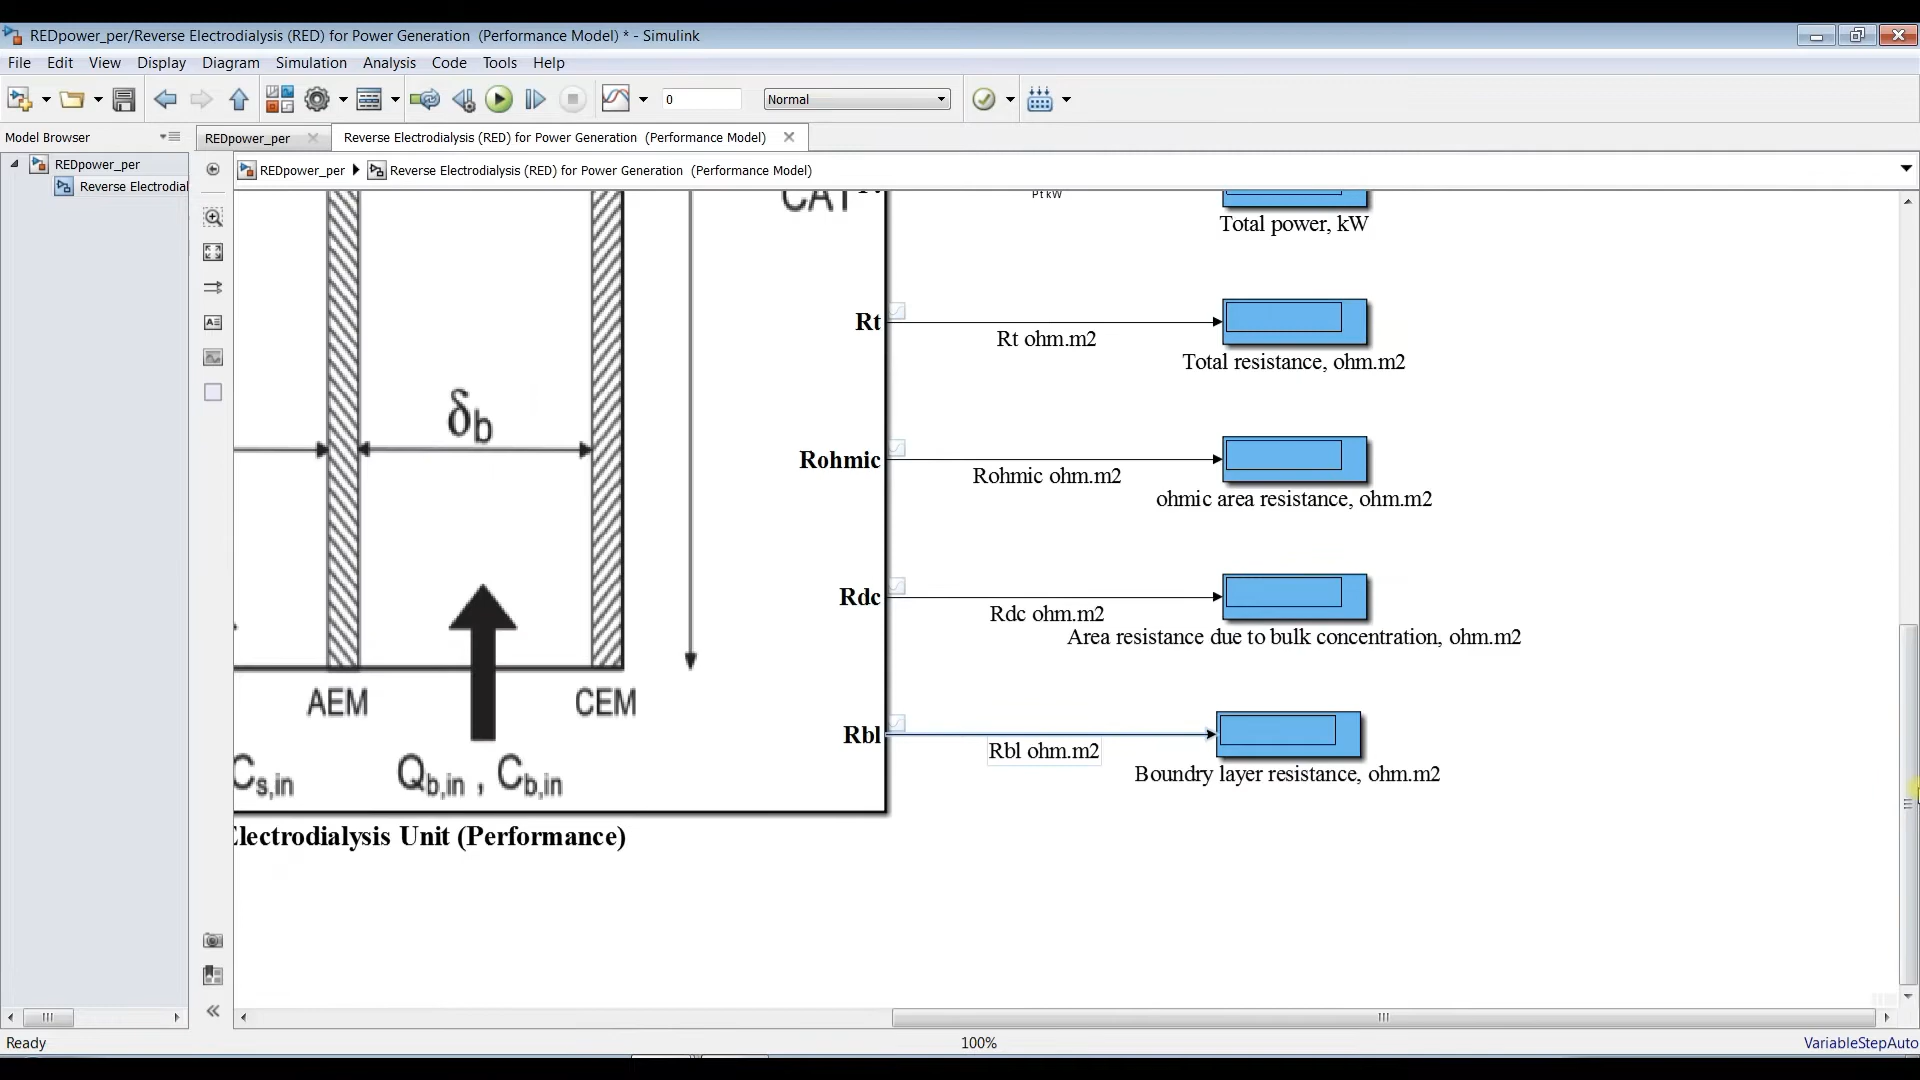 REDpower_per/Reverse Electrodialysis (RED) for Power Generation (Performance Model) * - Simulink
File Edit View Display Diagram Simulation Analysis Code Tools Help
0 Normal
Model Browser
REDpower_per
Reverse Electrodialysis (RED) for Power Generation (Performance Model)
REDpower_per
REDpower_per Reverse Electrodialysis (RED) for Power Generation (Performance Model)
Reverse Electrodial
CAT
Pt kW
Total power, kW
Rt
Rt ohm.m2
Total resistance, ohm.m2
δb
Rohmic
Rohmic ohm.m2
ohmic area resistance, ohm.m2
Rdc
Rdc ohm.m2
Area resistance due to bulk concentration, ohm.m2
AEM CEM
Rbl
Rbl ohm.m2
Boundry layer resistance, ohm.m2
Cs,in Qb,in , Cb,in
lectrodialysis Unit (Performance)
Ready 100% VariableStepAuto